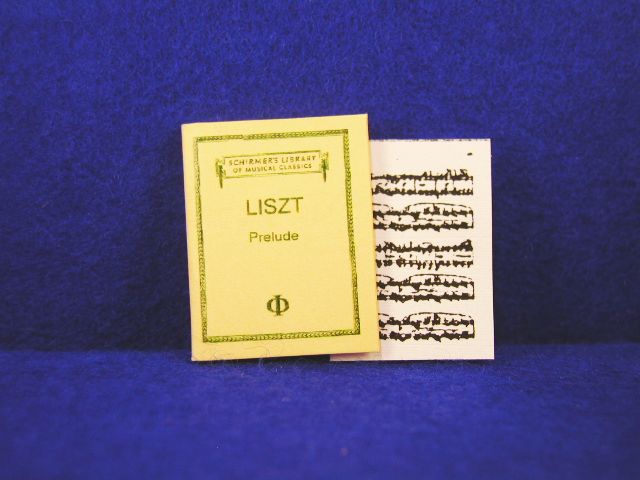 SCHIRMER'S LIBRARY
OF MUSICAL CLASSICS
LISZT
Prelude